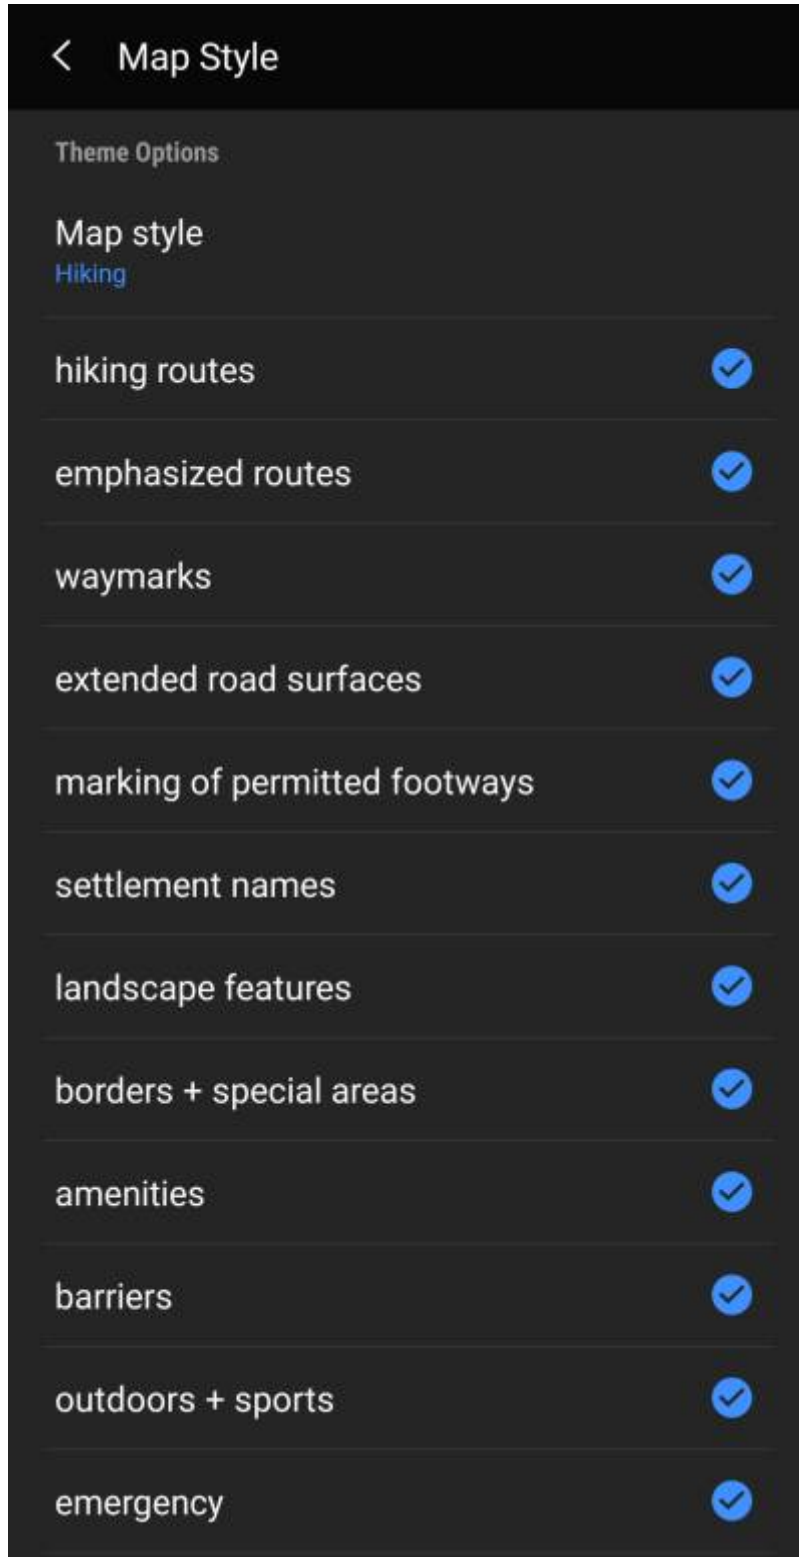 Map Style
Theme Options
Map style
Hiking
hiking routes
emphasized routes
waymarks
extended road surfaces
marking of permitted footways
settlement names
landscape features
borders + special areas
amenities
barriers
outdoors + sports
emergency